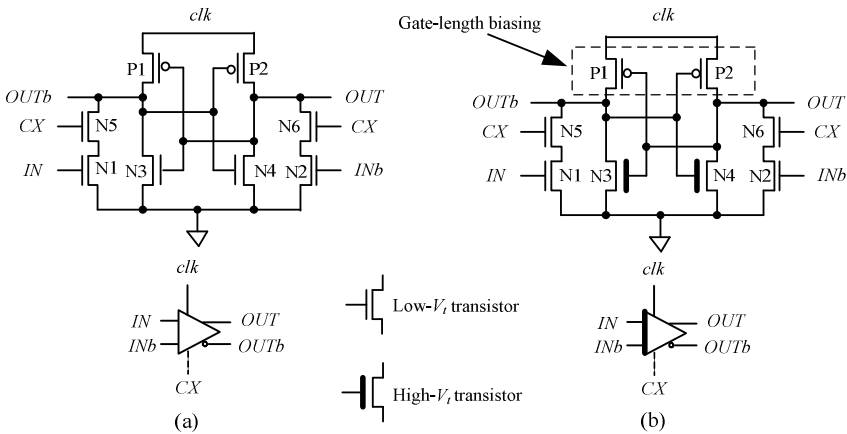 clk
P1
P2
OUTb
OUT
CX
N5
N6
CX
IN
N1
N3
N4
N2
INb
clk
IN
INb
OUT
OUTb
CX
(a)
Low-Vt transistor
High-Vt transistor
Gate-length biasing
clk
P1
P2
OUTb
OUT
CX
N5
N6
CX
IN
N1
N3
N4
N2
INb
clk
IN
INb
OUT
OUTb
CX
(b)